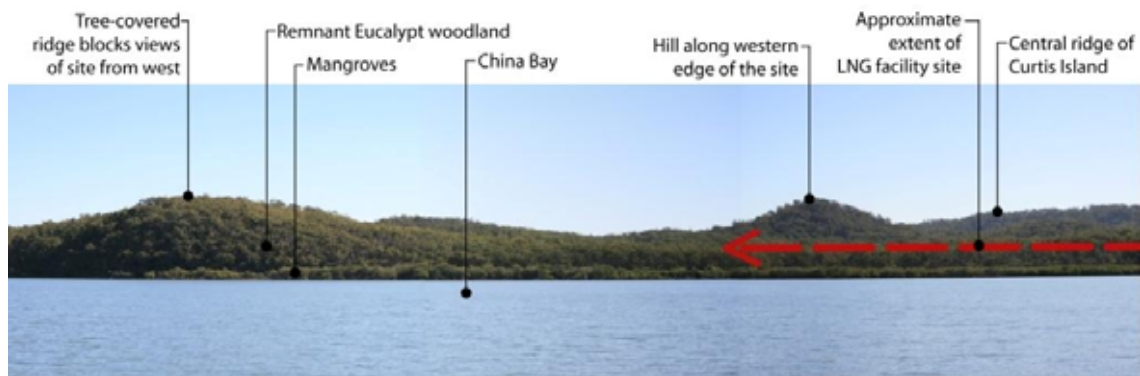 Tree-covered
ridge blocks views
of site from west
Remnant Eucalypt woodland
Mangroves
China Bay
Hill along western
edge of the site
Approximate
extent of
LNG facility site
Central ridge of
Curtis Island